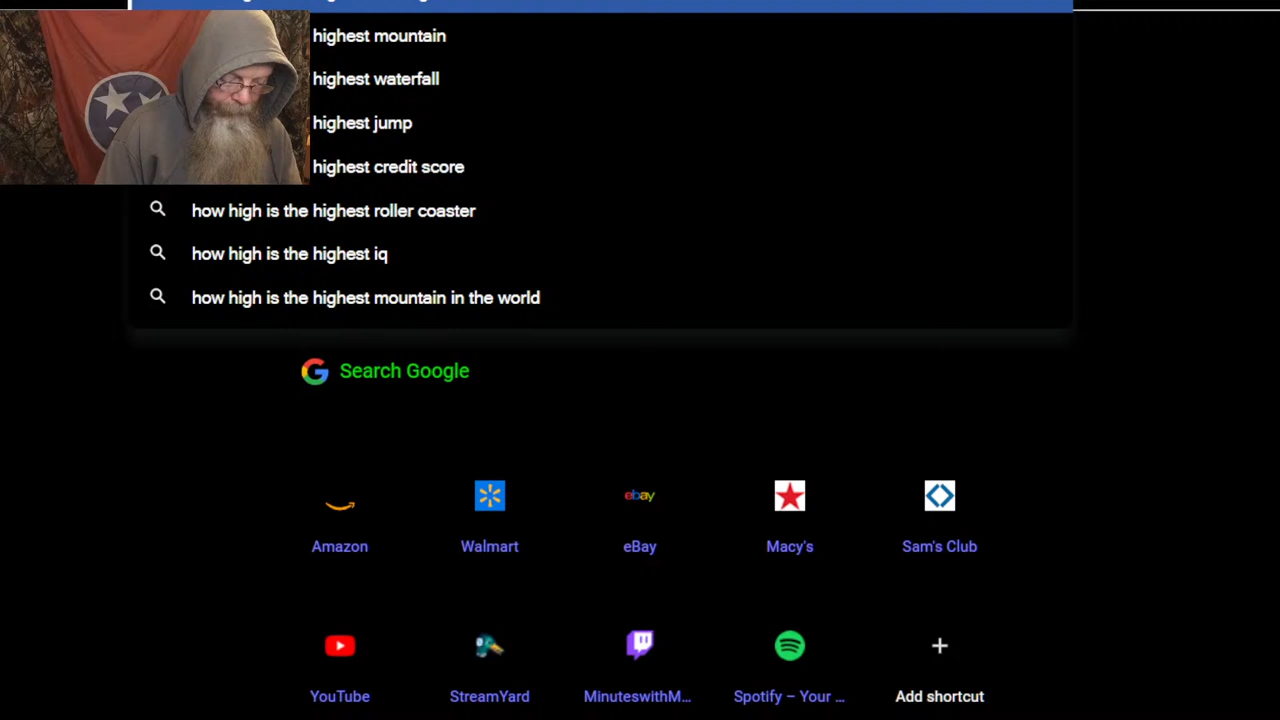 highest mountain
highest waterfall
highest jump
highest credit score
how high is the highest roller coaster
how high is the highest iq
how high is the highest mountain in the world
Search Google
ebay
Amazon Walmart eBay Macy's Sam's Club
YouTube StreamYard MinuteswithM... Spotify – Your ... Add shortcut